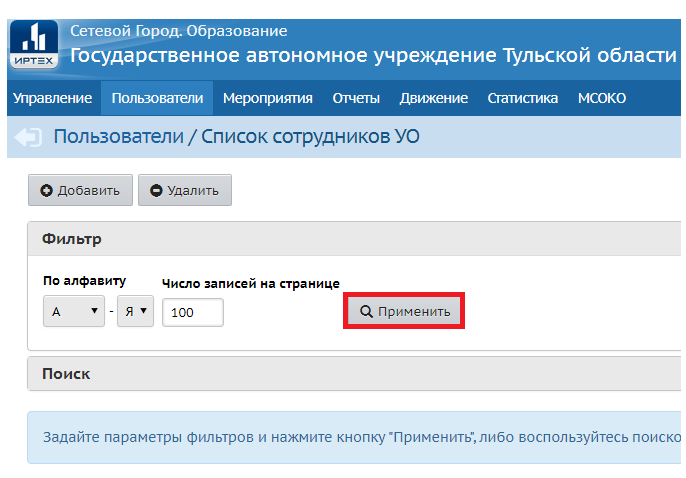 Сетевой Город. Образование
ИРТЕХ Государственное автономное учреждение Тульской области
Управление Пользователи Мероприятия Отчеты Движение Статистика МСОКО
Пользователи / Список сотрудников УО
Добавить Удалить
Фильтр
По алфавиту Число записей на странице
А - Я 100 Применить
Поиск
Задайте параметры фильтров и нажмите кнопку "Применить", либо воспользуйтесь поиско